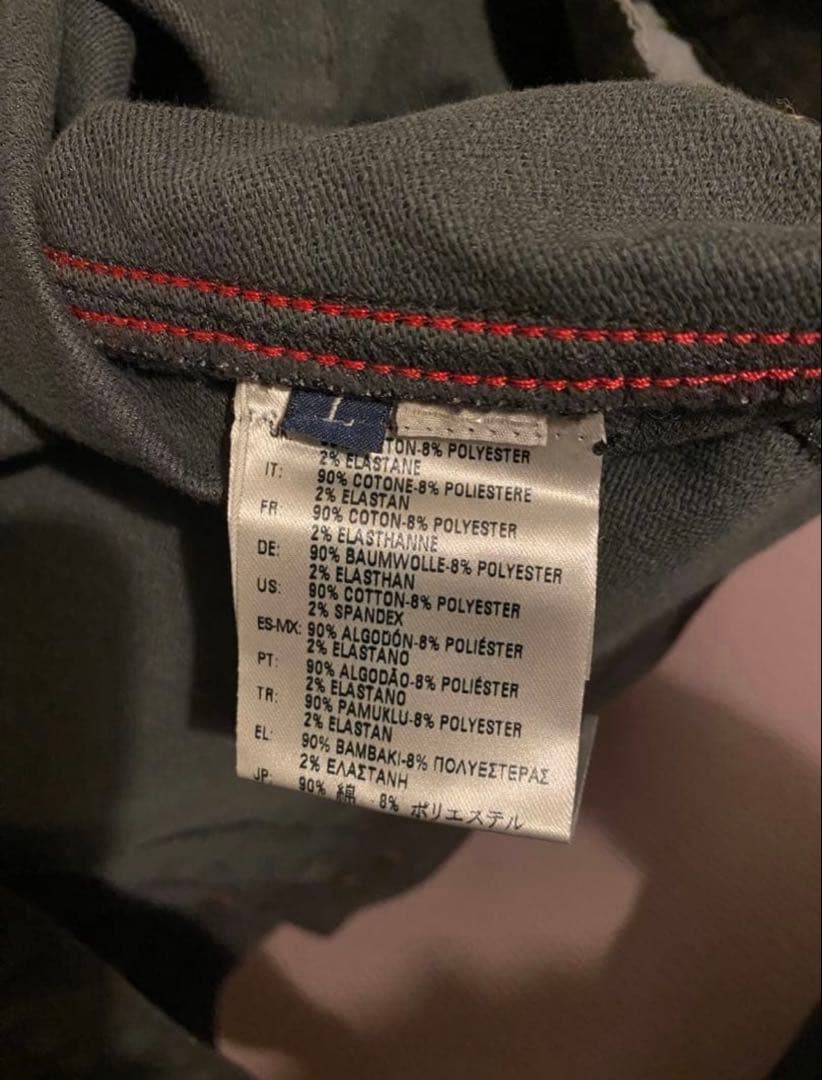 L
TON-8% POLYESTER
2% ELASTANE
IT: 90% COTONE-8% POLIESTERE
2% ELASTAN
FR: 90% COTON-8% POLYESTER
2% ELASTHANNE
DE: 90% BAUMWOLLE-8% POLYESTER
2% ELASTHAN
US: 90% COTTON-8% POLYESTER
2% SPANDEX
ES-MX: 90% ALGODÓN-8% POLIÉSTER
2% ELASTANO
PT: 90% ALGODÃO-8% POLIÉSTER
2% ELASTANO
TR: 90% PAMUKLU-8% POLYESTER
2% ELASTAN
EL: 90% ΒΑΜΒΑΚΙ-8% ΠΟΛΥΕΣΤΕΡΑΣ
2% ΕΛΑΣΤΑΝΗ
JP: 90% 綿 8% ポリエステル